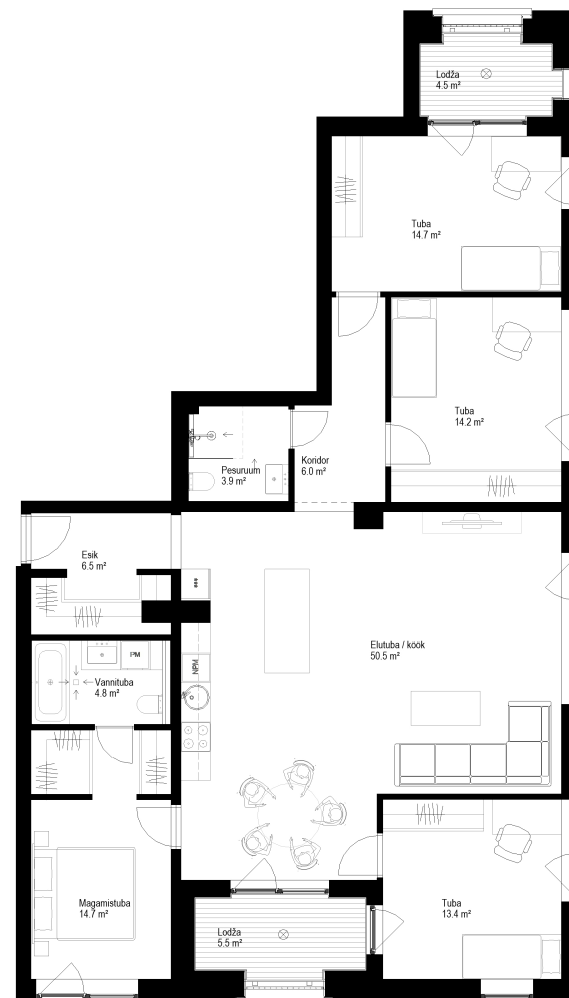 Lodža
4.5 m²
Tuba
14.7 m²
Tuba
14.2 m²
Pesuruum
3.9 m²
Koridor
6.0 m²
Esik
6.5 m²
Elutuba / köök
50.5 m²
PM
NPM
Vannituba
4.8 m²
Magamistuba
14.7 m²
Tuba
13.4 m²
Lodža
5.5 m²